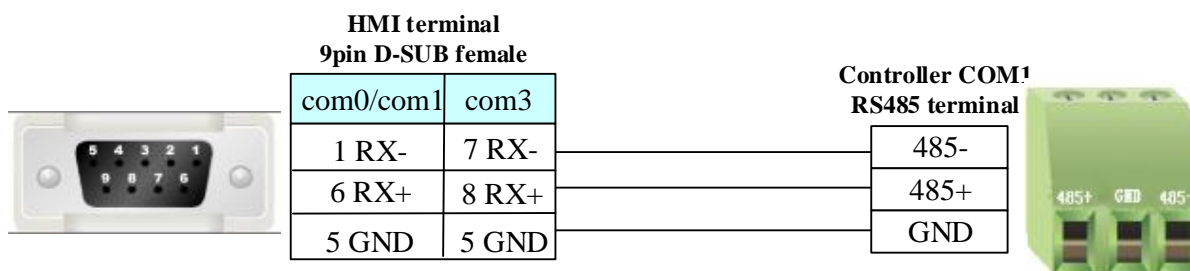 HMI terminal
9pin D-SUB female
com0/com1 com3
1 RX- 7 RX-
6 RX+ 8 RX+
5 GND 5 GND
Controller COM1
RS485 terminal
485-
485+
GND
5 4 3 2 1
9 8 7 6
485+ GND 485-